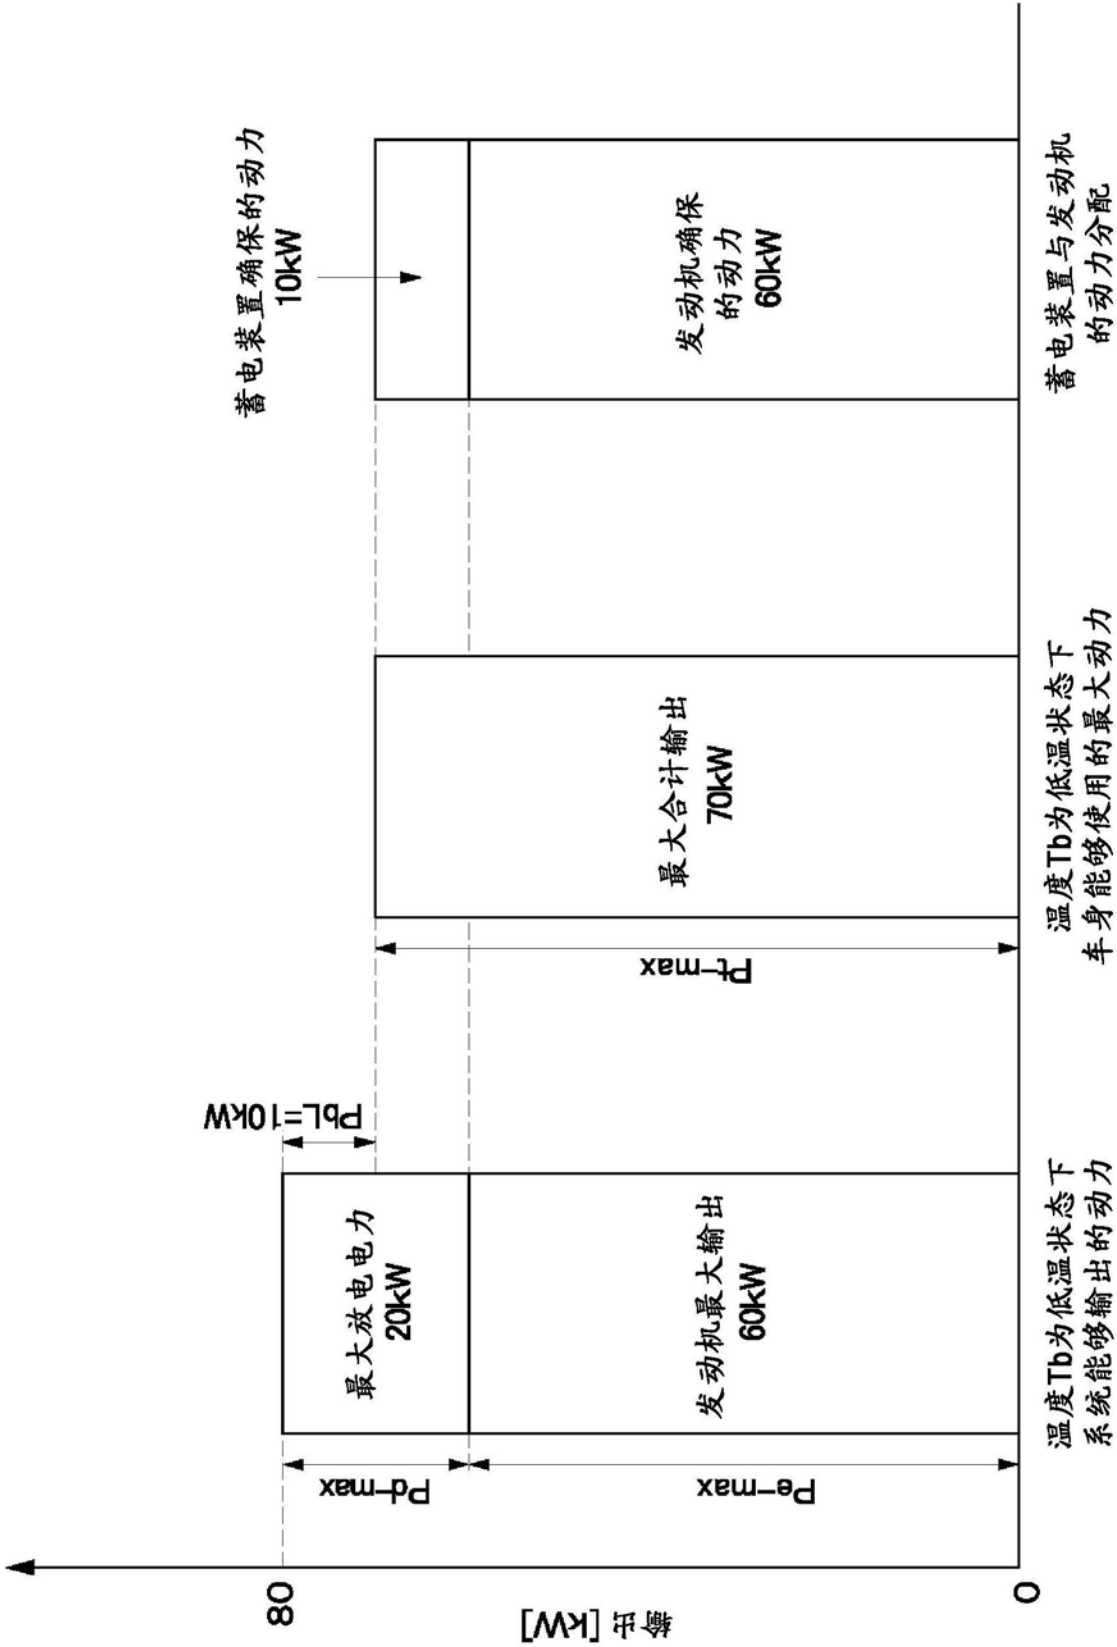 输出 [kW]
80
0
Pd-max
Pe-max
最大放电电力
20kW
发动机最大输出
60kW
温度Tb为低温状态下
系统能够输出的动力
PbL=10kW
Pt-max
最大合计输出
70kW
温度Tb为低温状态下
车身能够使用的最大动力
蓄电装置确保的动力
10kW
发动机确保
的动力
60kW
蓄电装置与发动机
的动力分配